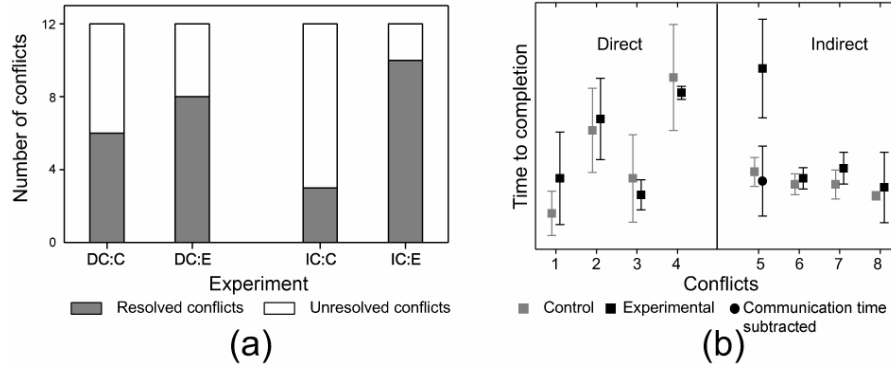 Number of conflicts
12
8
4
0
DC:C DC:E IC:C IC:E
Experiment
Resolved conflicts Unresolved conflicts
(a)
Time to completion
Direct Indirect
1 2 3 4 5 6 7 8
Conflicts
Control Experimental Communication time
subtracted
(b)